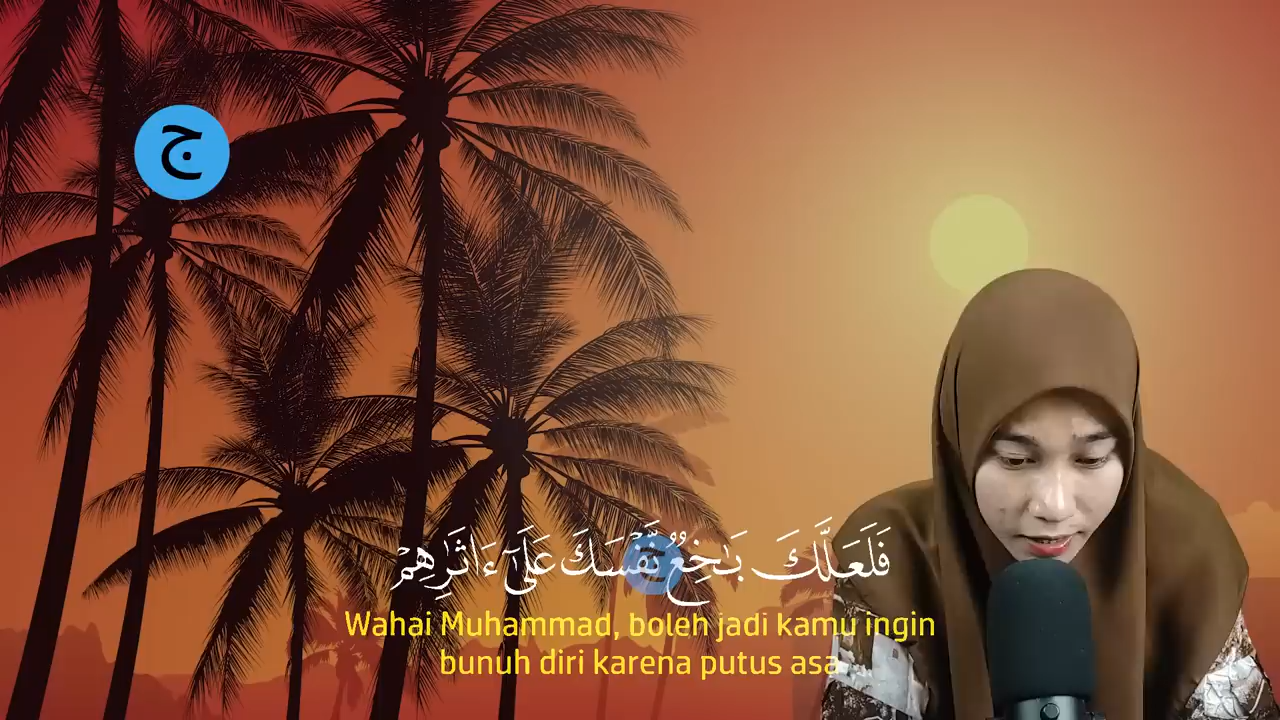 ج
فَلَعَلَّكَ بَٰخِعٌ نَّفْسَكَ عَلَىٰٓ ءَاثَٰرِهِمْ
Wahai Muhammad, boleh jadi kamu ingin
bunuh diri karena putus asa